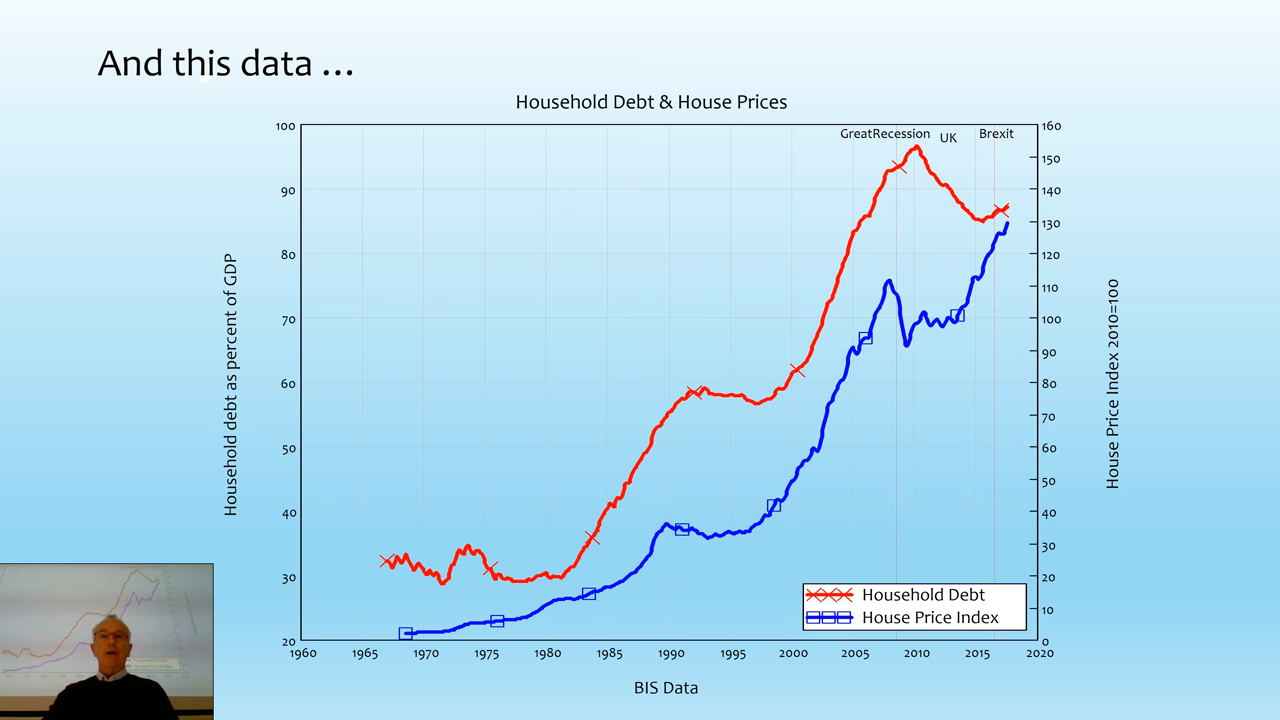 And this data ...
Household Debt & House Prices
GreatRecession UK Brexit
100
90
80
70
60
50
40
30
20
160
150
140
130
120
110
100
90
80
70
60
50
40
30
20
10
0
Household debt as percent of GDP
House Price Index 2010=100
Household Debt
House Price Index
1960 1965 1970 1975 1980 1985 1990 1995 2000 2005 2010 2015 2020
BIS Data